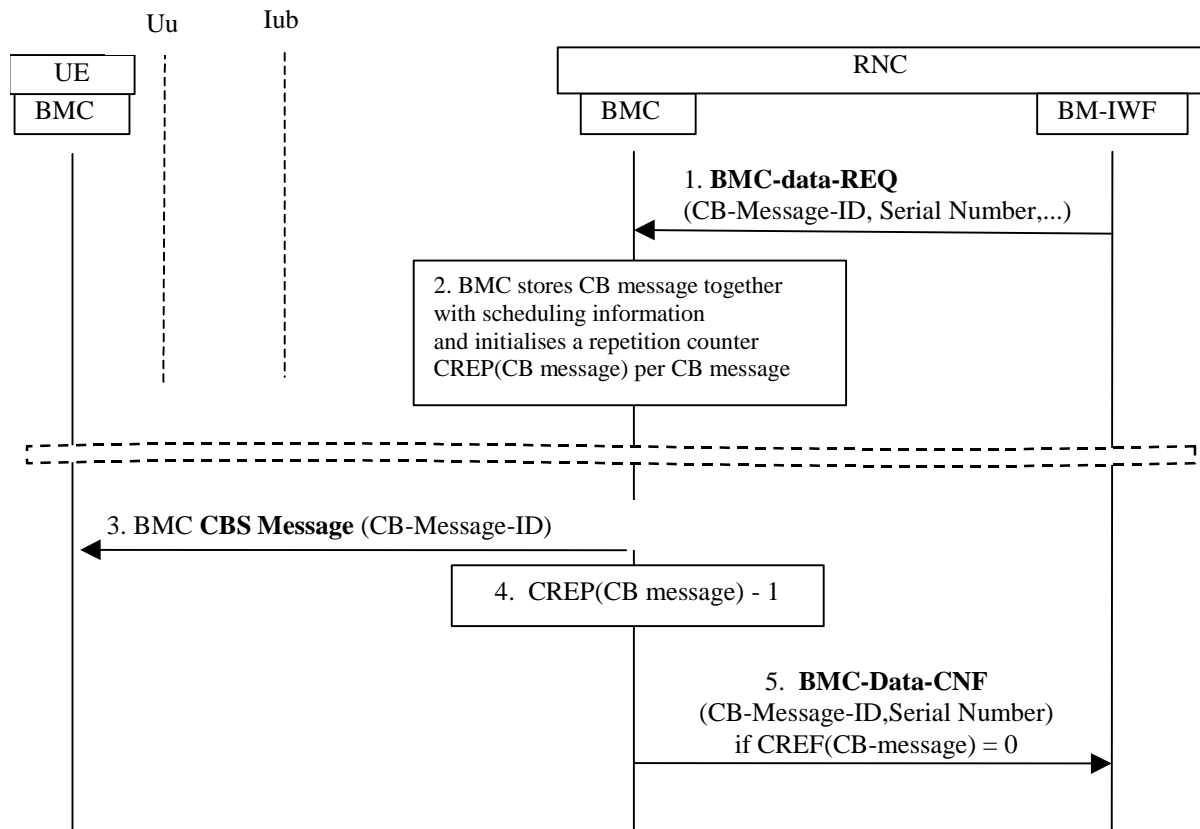 Uu
Iub
UE
RNC
BMC
BMC
BM-IWF
1. BMC-data-REQ
(CB-Message-ID, Serial Number,...)
2. BMC stores CB message together
with scheduling information
and initialises a repetition counter
CREP(CB message) per CB message
3. BMC CBS Message (CB-Message-ID)
4. CREP(CB message) - 1
5. BMC-Data-CNF
(CB-Message-ID,Serial Number)
if CREF(CB-message) = 0